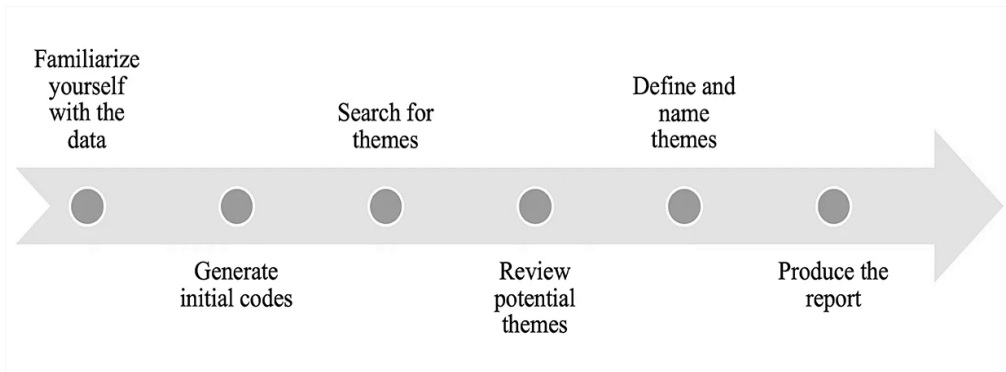 Familiarize
yourself
with the
data
Generate
initial codes
Search for
themes
Review
potential
themes
Define and
name
themes
Produce the
report